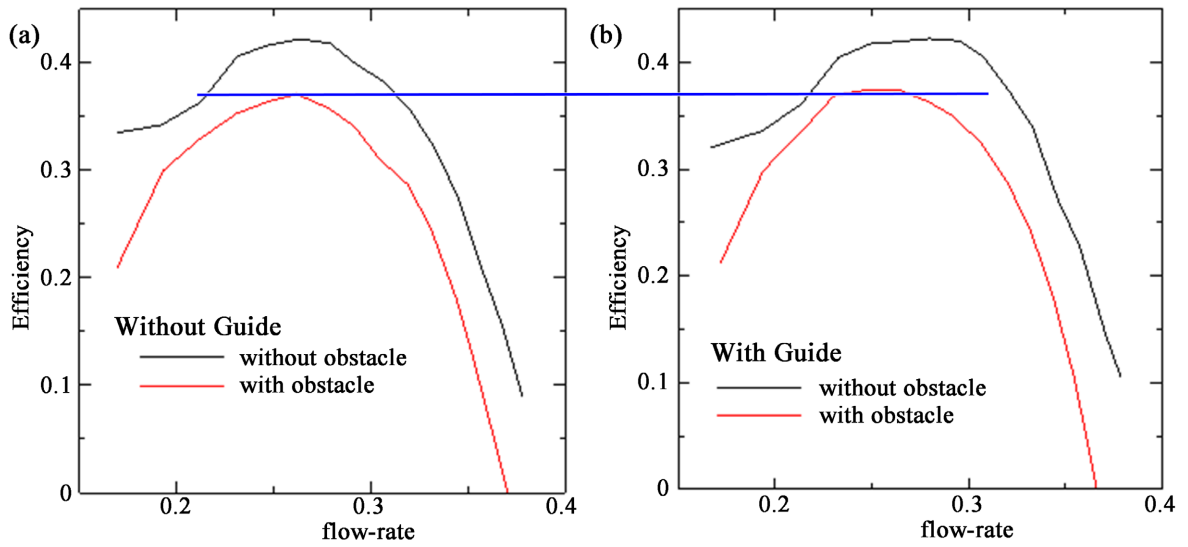 (a)
0.4
0.3
0.2
0.1
0
Efficiency
Without Guide
without obstacle
with obstacle
0.2
0.3
0.4
flow-rate
(b)
0.4
0.3
0.2
0.1
0
Efficiency
With Guide
without obstacle
with obstacle
0.2
0.3
0.4
flow-rate